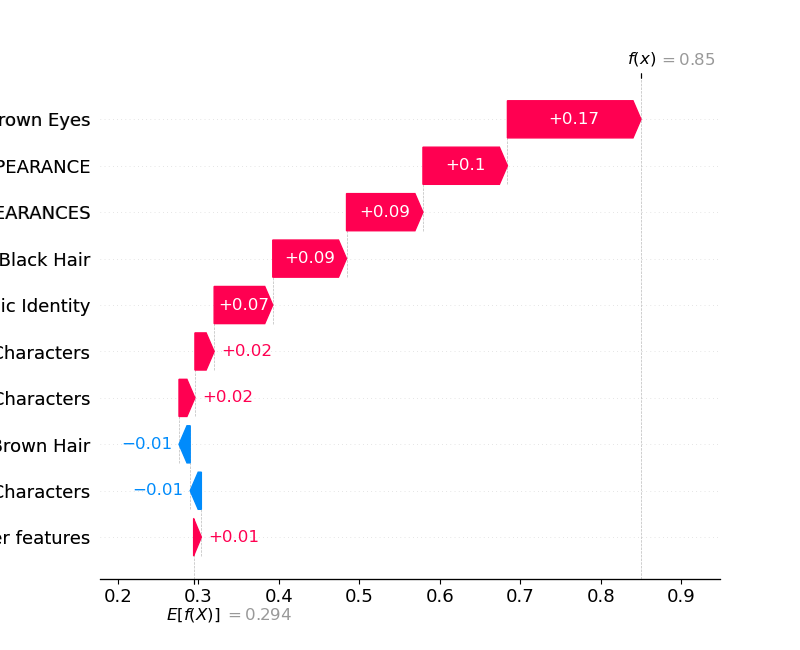 f(x) = 0.85
rown Eyes
+0.17
PEARANCE
+0.1
EARANCES
+0.09
Black Hair
+0.09
ic Identity
+0.07
Characters
+0.02
Characters
+0.02
Brown Hair
−0.01
Characters
−0.01
er features
+0.01
0.2 0.3 0.4 0.5 0.6 0.7 0.8 0.9
E[f(X)] = 0.294